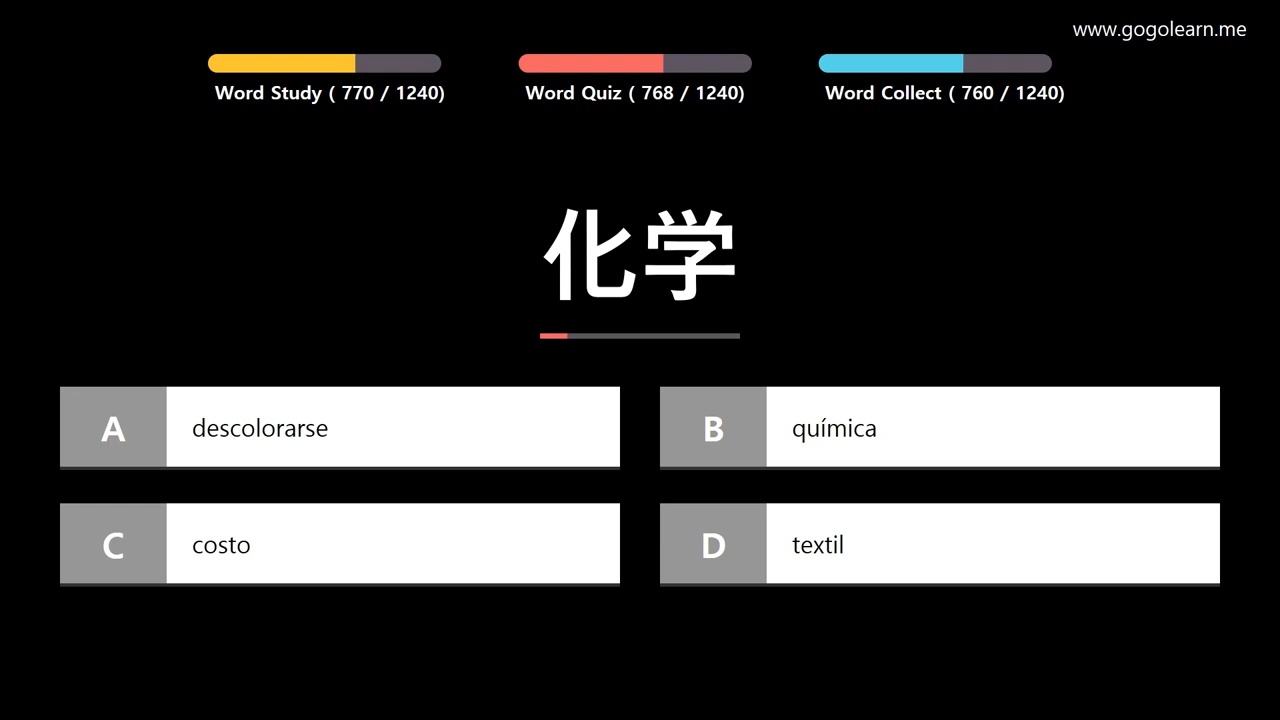 www.gogolearn.me
Word Study ( 770 / 1240)
Word Quiz ( 768 / 1240)
Word Collect ( 760 / 1240)
化学
A
descolorarse
B
química
C
costo
D
textil